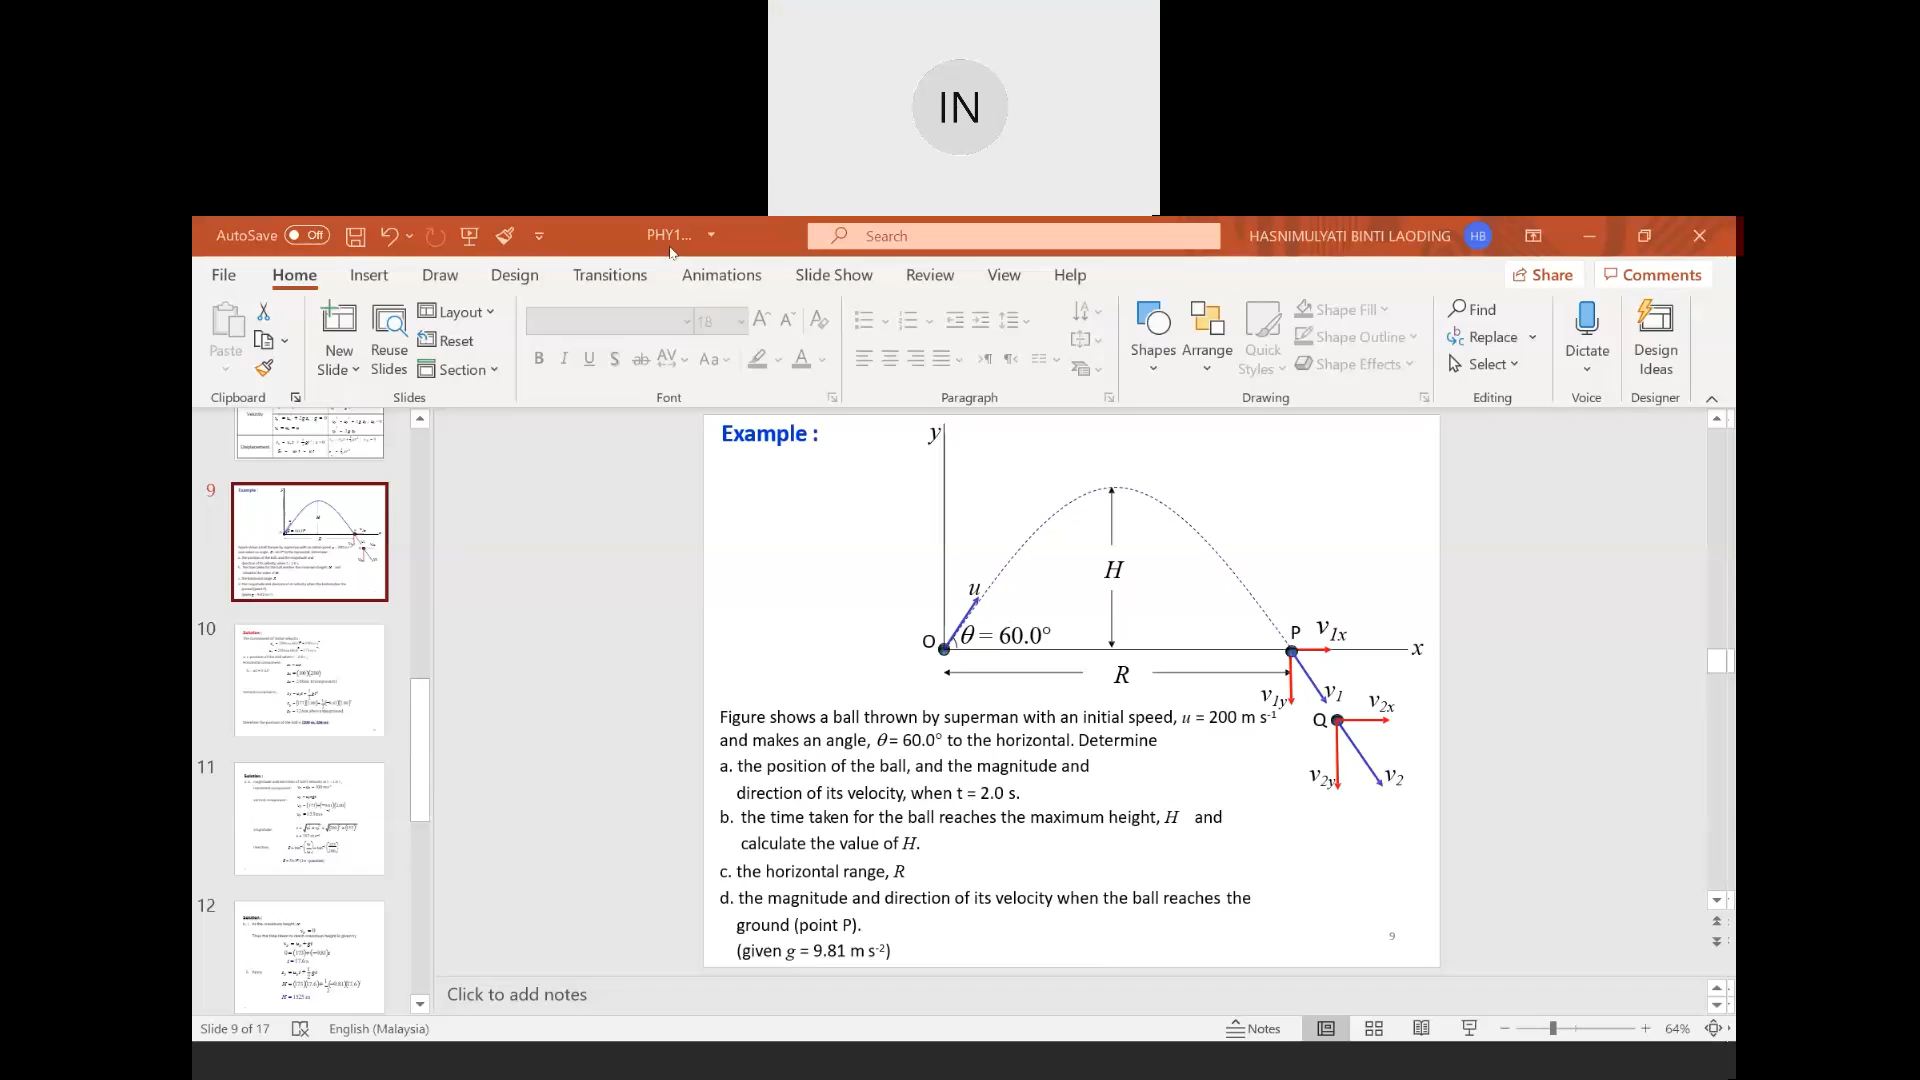 IN
AutoSave Off PHY1... Search HASNIMULYATI BINTI LAODING HB
File Home Insert Draw Design Transitions Animations Slide Show Review View Help Share Comments
Paste
New Slide
Reuse Slides
Layout
Reset
Section
18
B I U S ab AV Aa A
Shapes Arrange Quick Styles
Shape Fill
Shape Outline
Shape Effects
Find
Replace
Select
Dictate
Design Ideas
Clipboard Slides Font Paragraph Drawing Editing Voice Designer
9
10
11
12
Example :
y
H
u
O θ = 60.0° P v1x x
R
v1y v1
Q v2x
v2y v2
Figure shows a ball thrown by superman with an initial speed, u = 200 m s-1
and makes an angle, θ = 60.0° to the horizontal. Determine
a. the position of the ball, and the magnitude and
direction of its velocity, when t = 2.0 s.
b. the time taken for the ball reaches the maximum height, H and
calculate the value of H.
c. the horizontal range, R
d. the magnitude and direction of its velocity when the ball reaches the
ground (point P).
(given g = 9.81 m s-2)
9
Click to add notes
Slide 9 of 17 English (Malaysia) Notes 64%